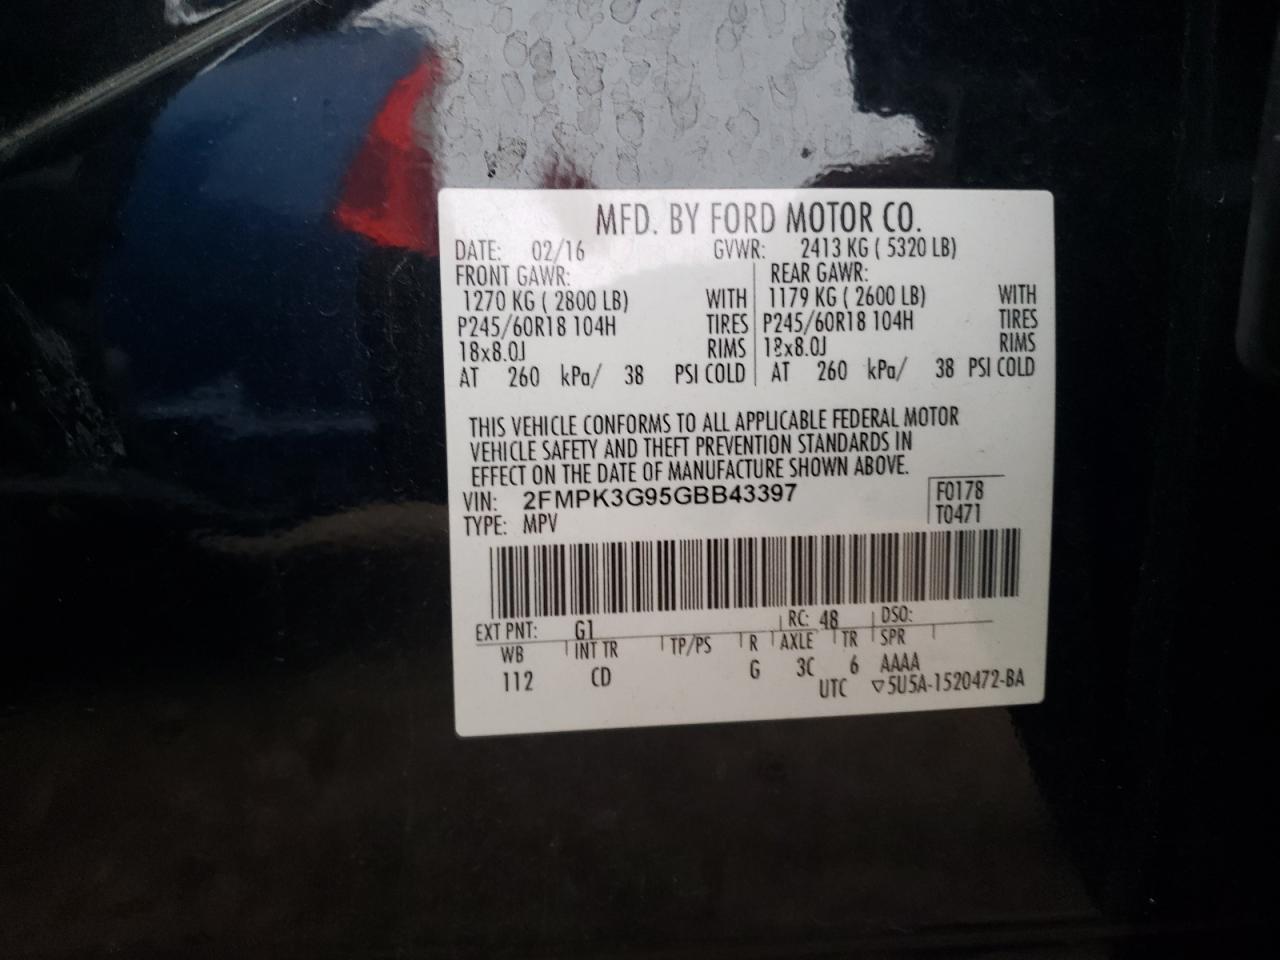 MFD. BY FORD MOTOR CO.
DATE: 02/16 GVWR: 2413 KG ( 5320 LB)
FRONT GAWR: REAR GAWR:
1270 KG ( 2800 LB) WITH 1179 KG ( 2600 LB) WITH
P245/60R18 104H TIRES P245/60R18 104H TIRES
18x8.0J RIMS 18x8.0J RIMS
AT 260 kPa/ 38 PSI COLD AT 260 kPa/ 38 PSI COLD
THIS VEHICLE CONFORMS TO ALL APPLICABLE FEDERAL MOTOR
VEHICLE SAFETY AND THEFT PREVENTION STANDARDS IN
EFFECT ON THE DATE OF MANUFACTURE SHOWN ABOVE.
VIN: 2FMPK3G95GBB43397 F0178
TYPE: MPV T0471
EXT PNT: G1 RC: 48 DSO:
WB INT TR TP/PS R AXLE TR SPR
112 CD G 3C 6 AAAA
UTC ▽5U5A-1520472-BA